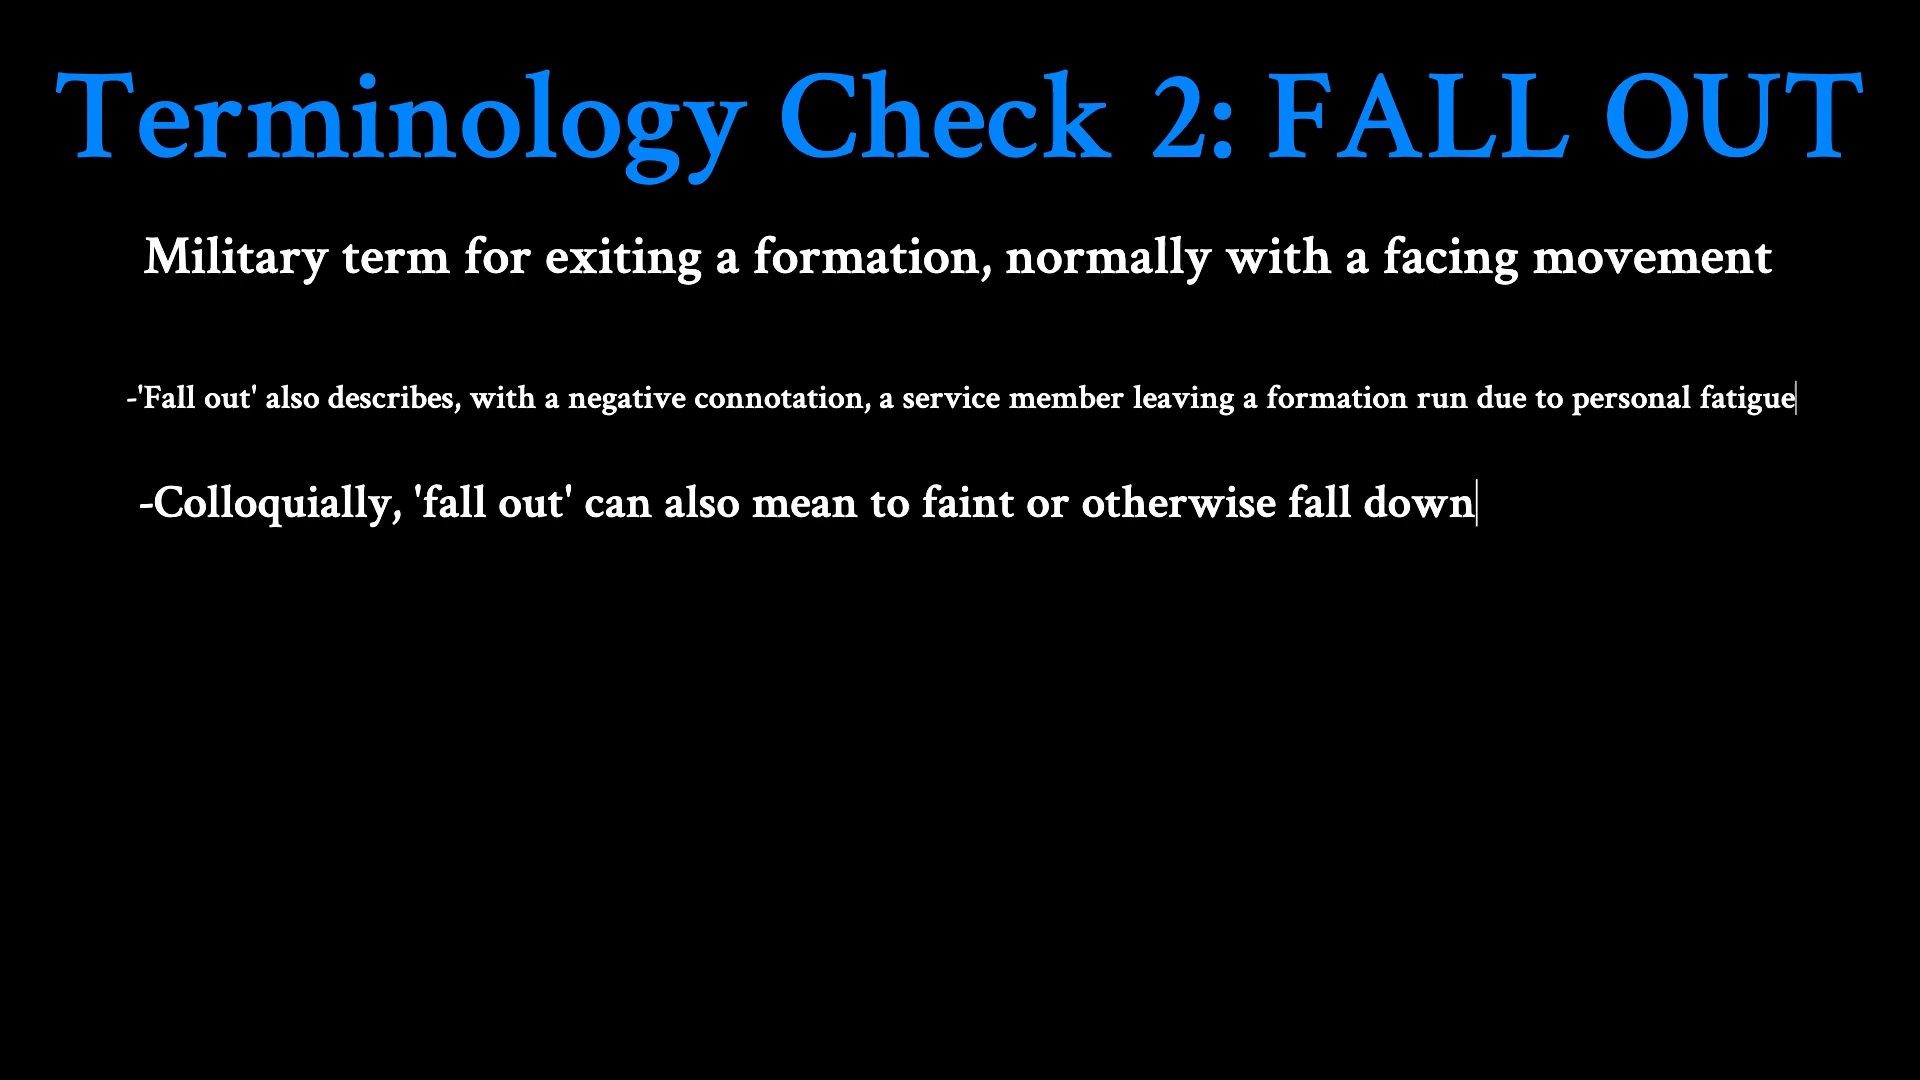 Terminology Check 2: FALL OUT
Military term for exiting a formation, normally with a facing movement
-'Fall out' also describes, with a negative connotation, a service member leaving a formation run due to personal fatigue
-Colloquially, 'fall out' can also mean to faint or otherwise fall down